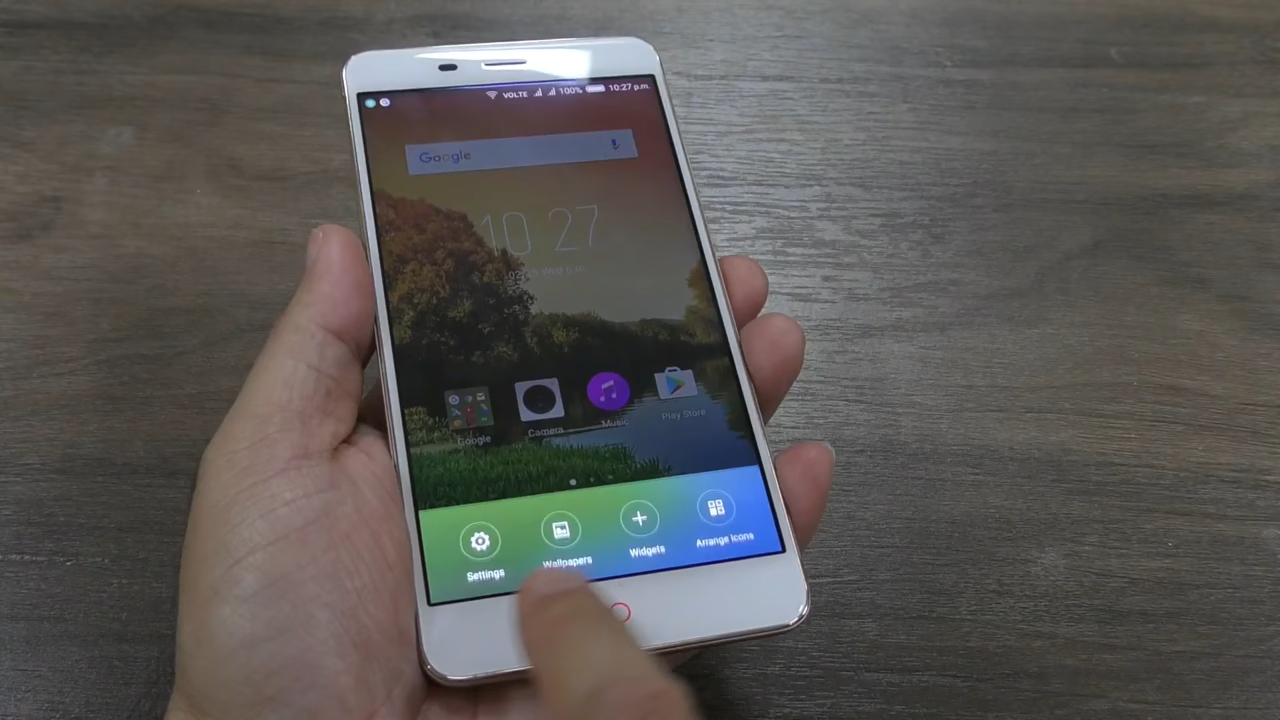 VOLTE 100% 10:27 p.m.
Google
10 27
Google Camera Music Play Store
Settings Wallpapers Widgets Arrange Icons